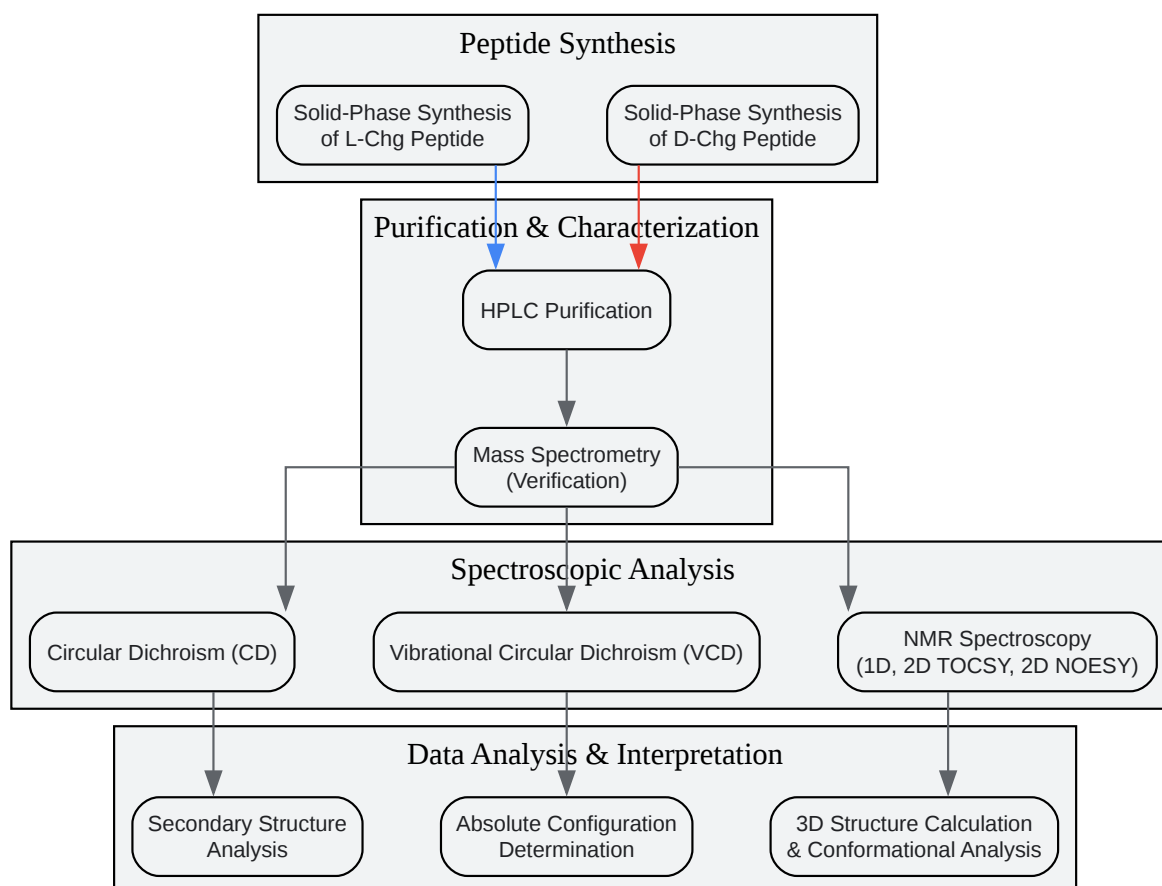 Peptide Synthesis
Solid-Phase Synthesis
of L-Chg Peptide
Solid-Phase Synthesis
of D-Chg Peptide
Purification & Characterization
HPLC Purification
Mass Spectrometry
(Verification)
Spectroscopic Analysis
Circular Dichroism (CD)
Vibrational Circular Dichroism (VCD)
NMR Spectroscopy
(1D, 2D TOCSY, 2D NOESY)
Data Analysis & Interpretation
Secondary Structure
Analysis
Absolute Configuration
Determination
3D Structure Calculation
& Conformational Analysis